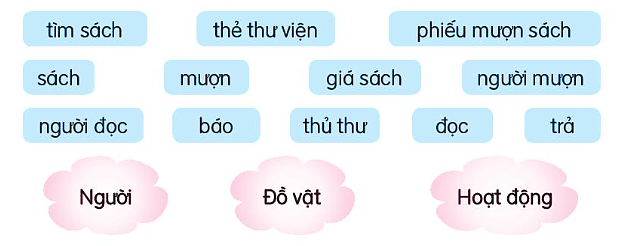 tìm sách thẻ thư viện phiếu mượn sách
sách mượn giá sách người mượn
người đọc báo thủ thư đọc trả
Người Đồ vật Hoạt động